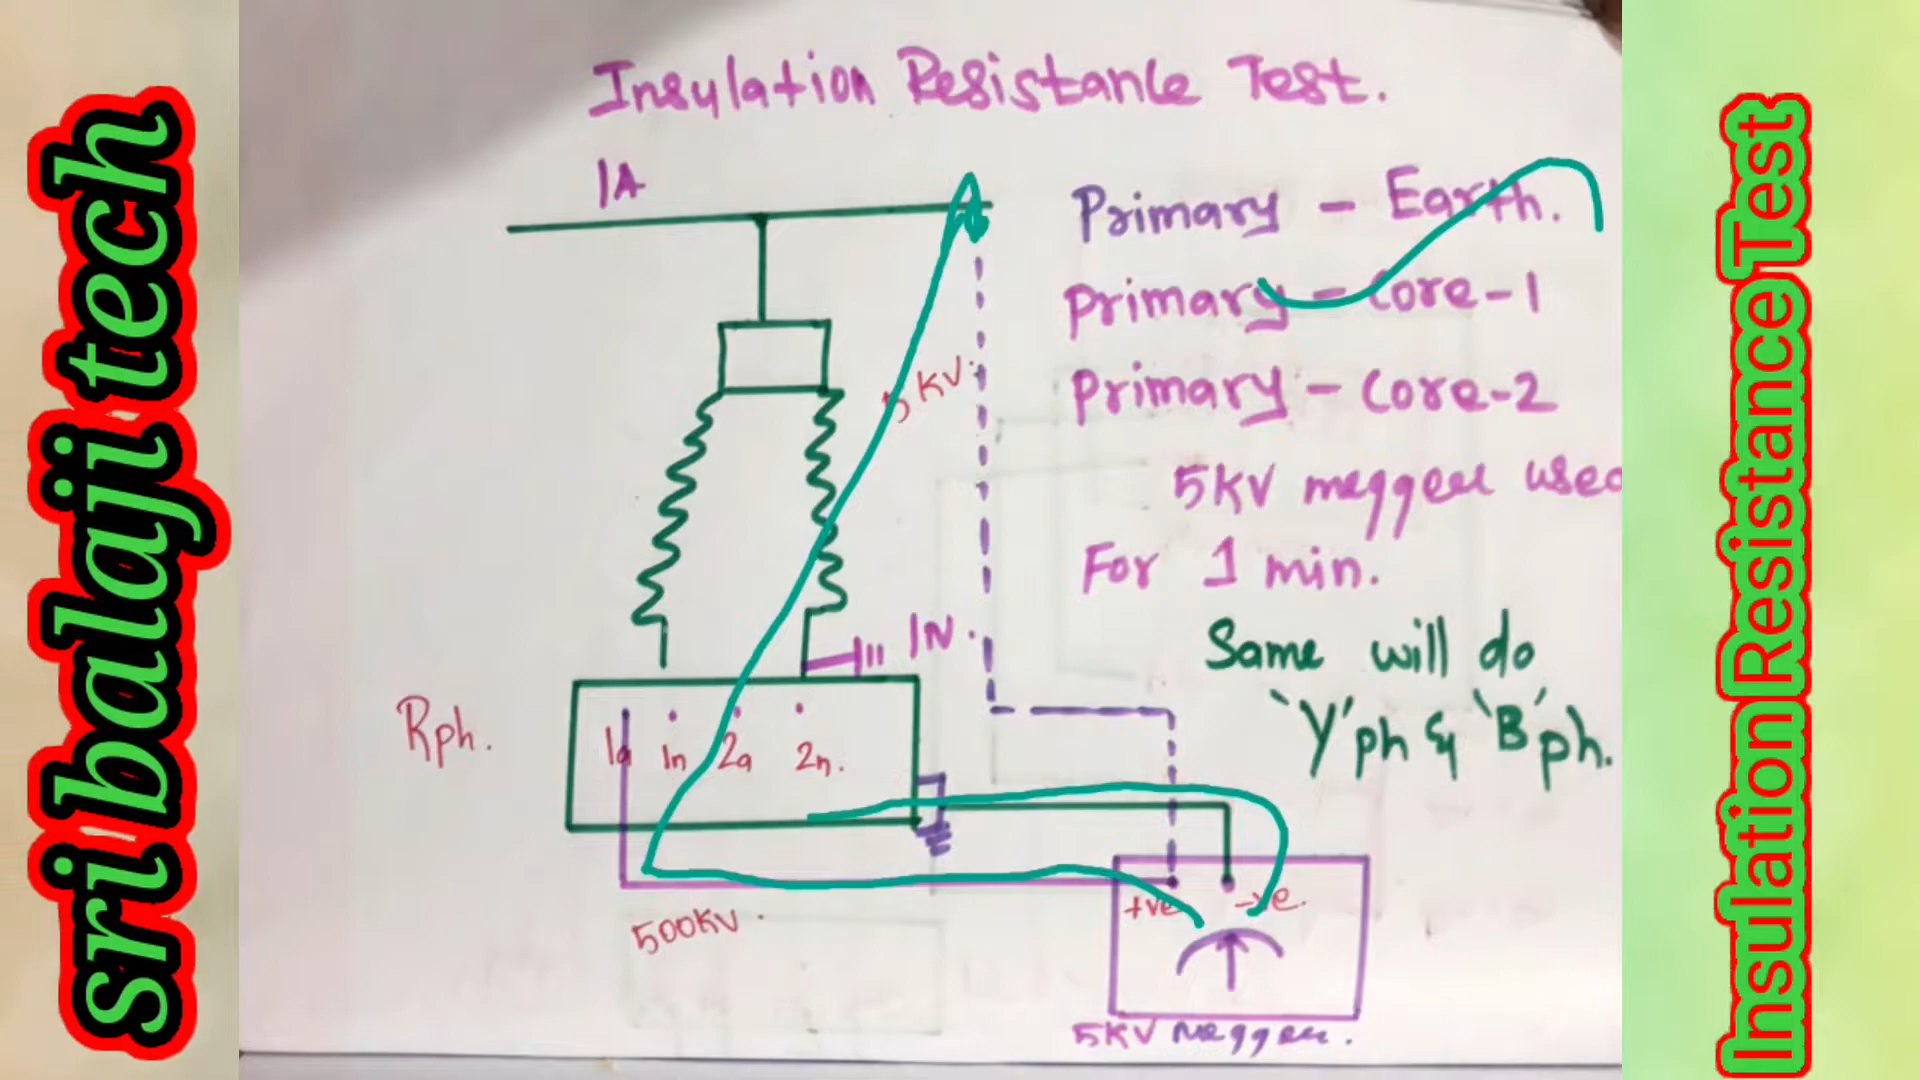 sri balaji tech
Insulation Resistance Test.
1A
Primary - Earth.
Primary - Core-1
Primary - Core-2
5KV
5KV megger used
For 1 min.
1N.
Same will do
'Y'ph & 'B'ph.
Rph.
1a 1n 2a 2n.
+ve -ve.
500KV.
5KV megger.
Insulation Resistance Test